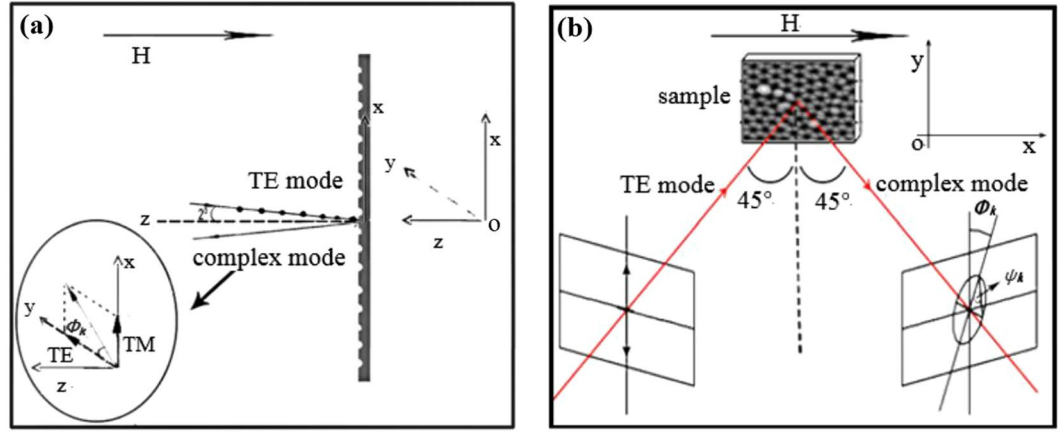 (a)
H
x
x
y
TE mode
2°
z
O
z
complex mode
x
y
Φk
TE
TM
z
(b)
H
y
sample
o
x
TE mode
complex mode
45°
45°
Φk
ψk